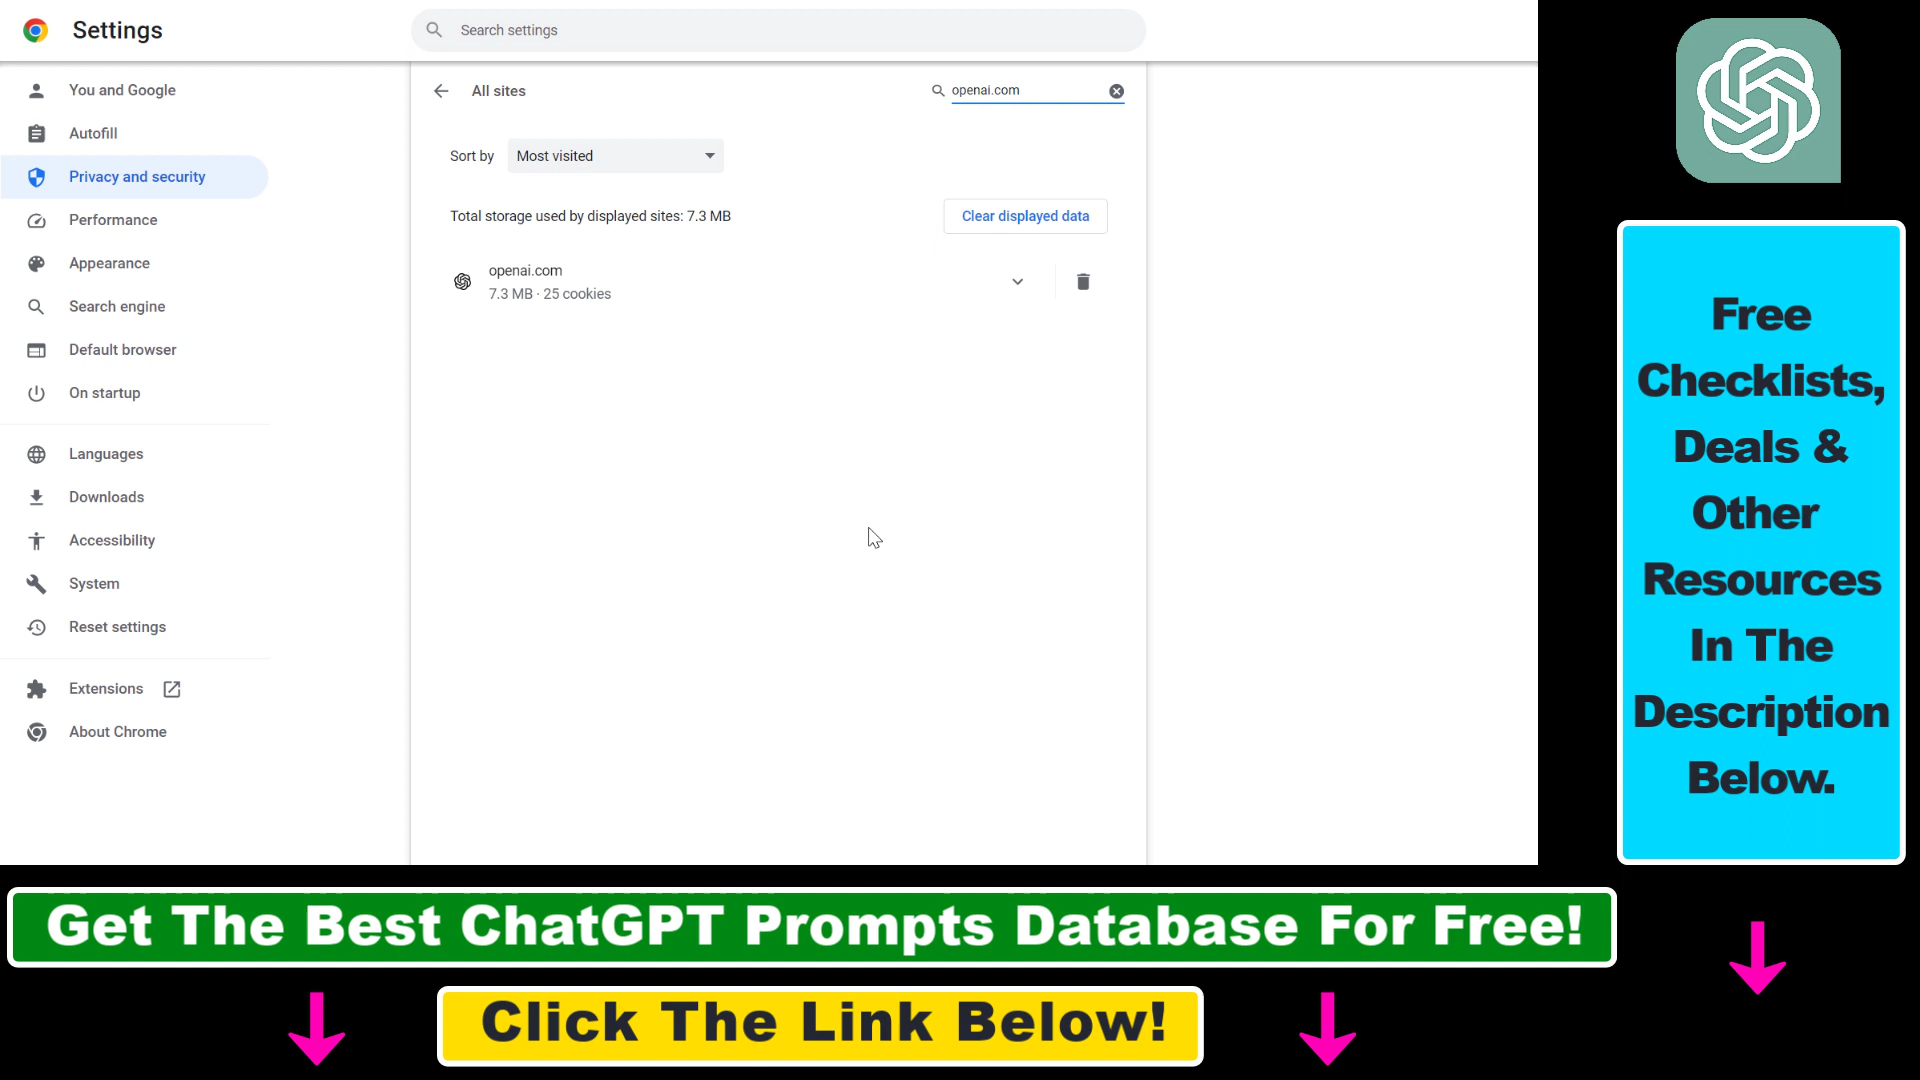 Settings
Search settings
You and Google
Autofill
Privacy and security
Performance
Appearance
Search engine
Default browser
On startup
Languages
Downloads
Accessibility
System
Reset settings
Extensions
About Chrome
All sites
openai.com
Sort by
Most visited
Total storage used by displayed sites: 7.3 MB
Clear displayed data
openai.com
7.3 MB · 25 cookies
Free
Checklists,
Deals &
Other
Resources
In The
Description
Below.
Get The Best ChatGPT Prompts Database For Free!
Click The Link Below!